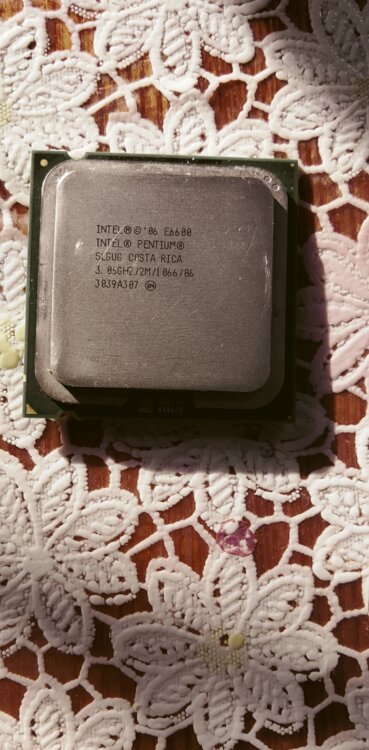 INTEL®©'06 E6600
INTEL® PENTIUM®
SLGUG COSTA RICA
3.06GHZ/2M/1066/06
3039A307